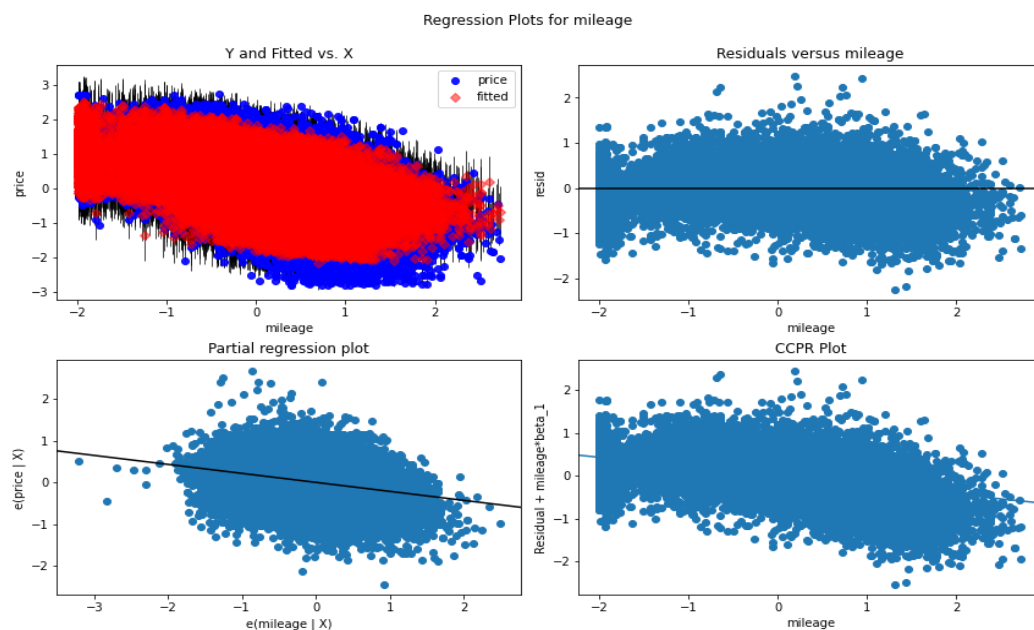 Regression Plots for mileage
Y and Fitted vs. X
price
fitted
3
2
1
0
−1
−2
−3
price
−2
−1
0
1
2
mileage
Residuals versus mileage
2
1
0
−1
−2
resid
−2
−1
0
1
2
mileage
Partial regression plot
2
1
0
−1
−2
e(price | X)
−3
−2
−1
0
1
2
e(mileage | X)
CCPR Plot
2
1
0
−1
−2
Residual + mileage*beta_1
−2
−1
0
1
2
mileage